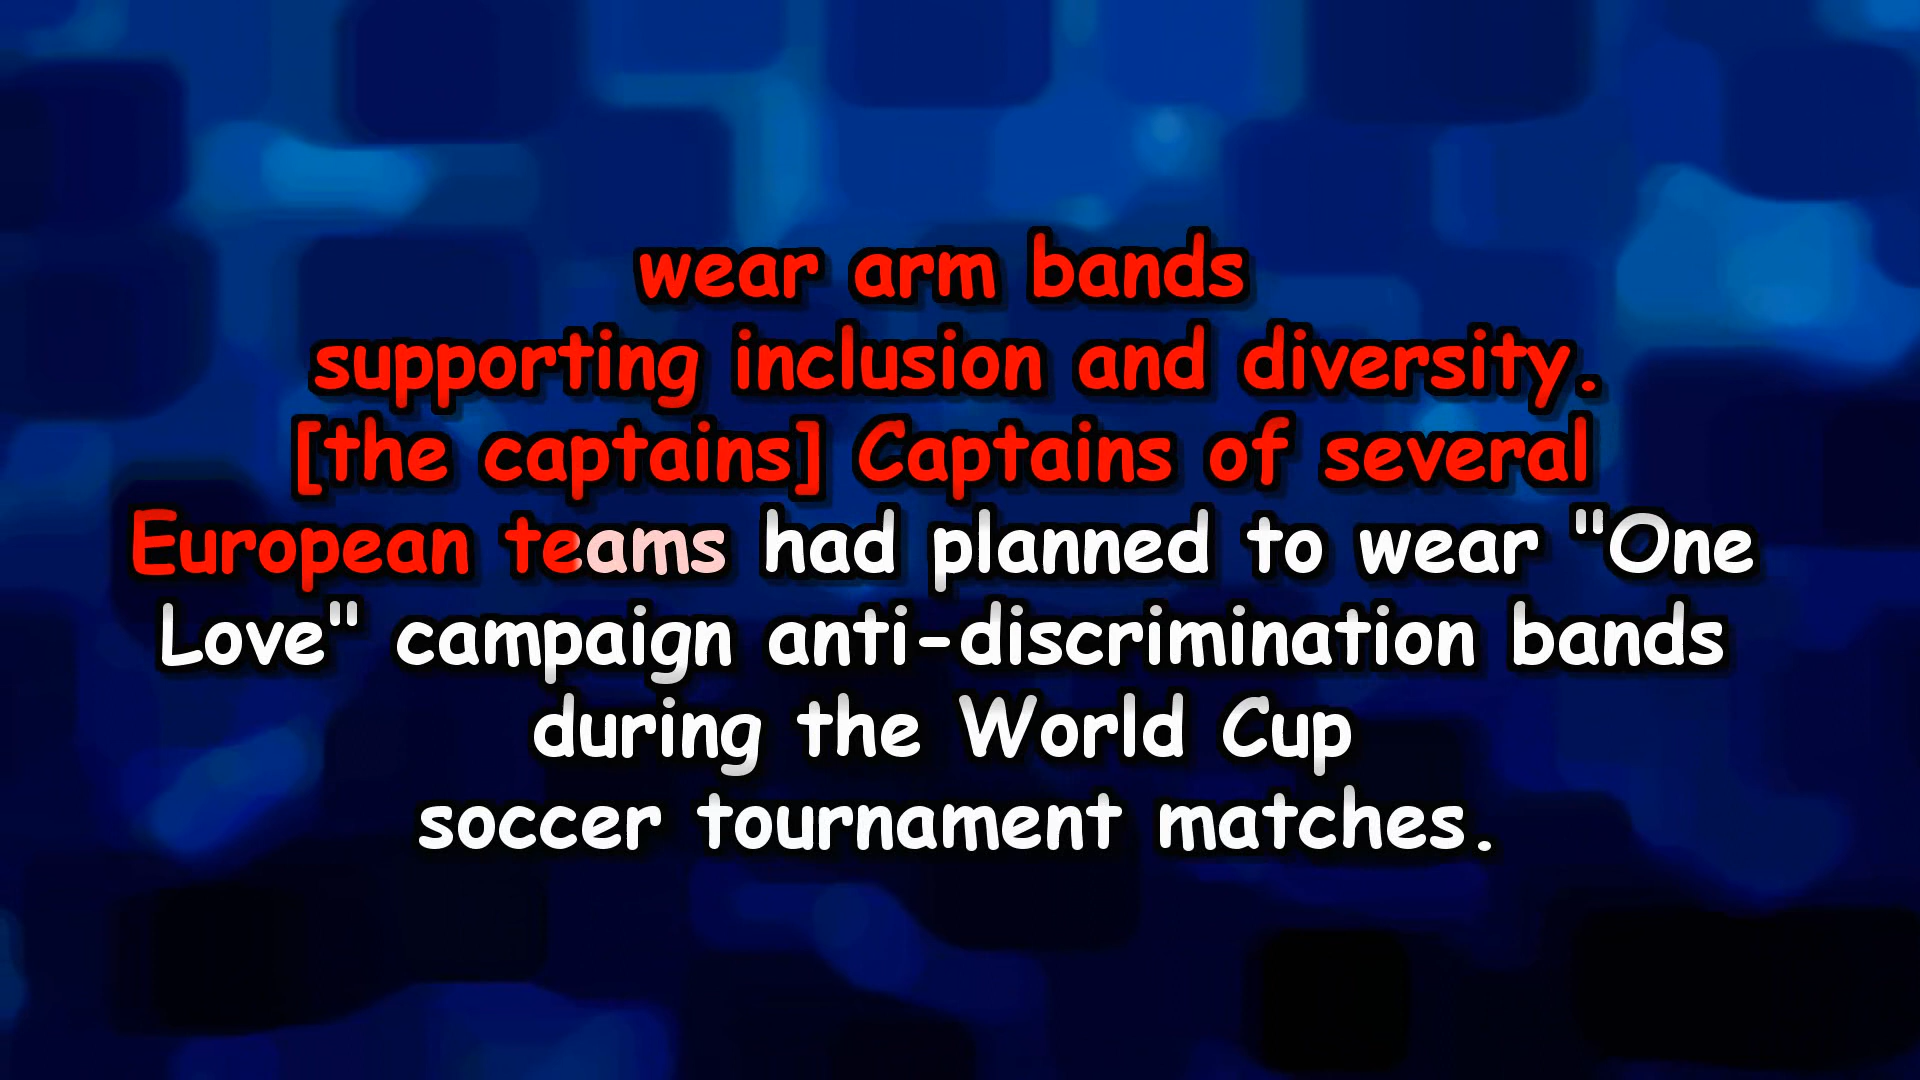 wear arm bands
supporting inclusion and diversity.
[the captains] Captains of several
European teams had planned to wear "One
Love" campaign anti-discrimination bands
during the World Cup
soccer tournament matches.